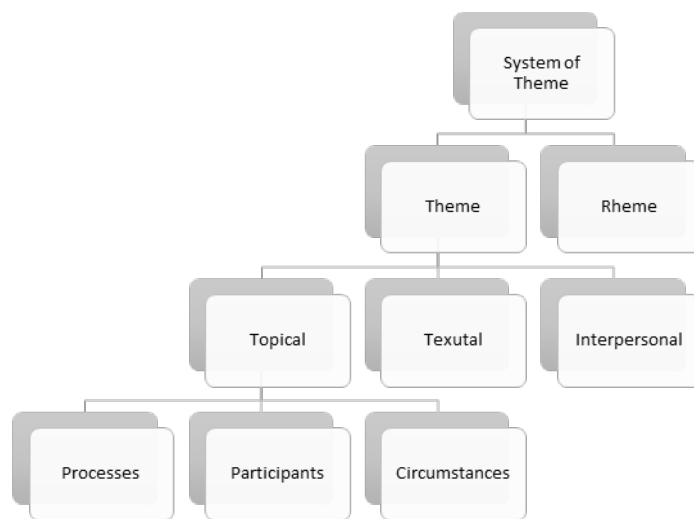 System of
Theme
Theme
Rheme
Topical
Texutal
Interpersonal
Processes
Participants
Circumstances